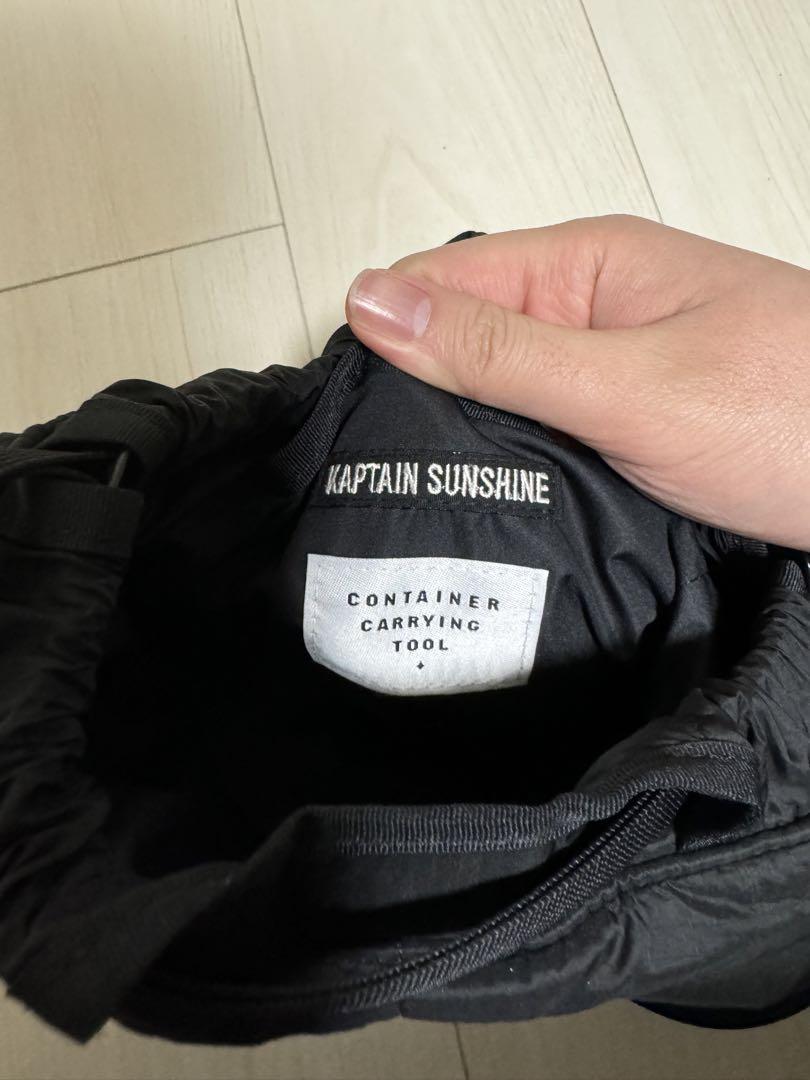 KAPTAIN SUNSHINE
CONTAINER
CARRYING
TOOL